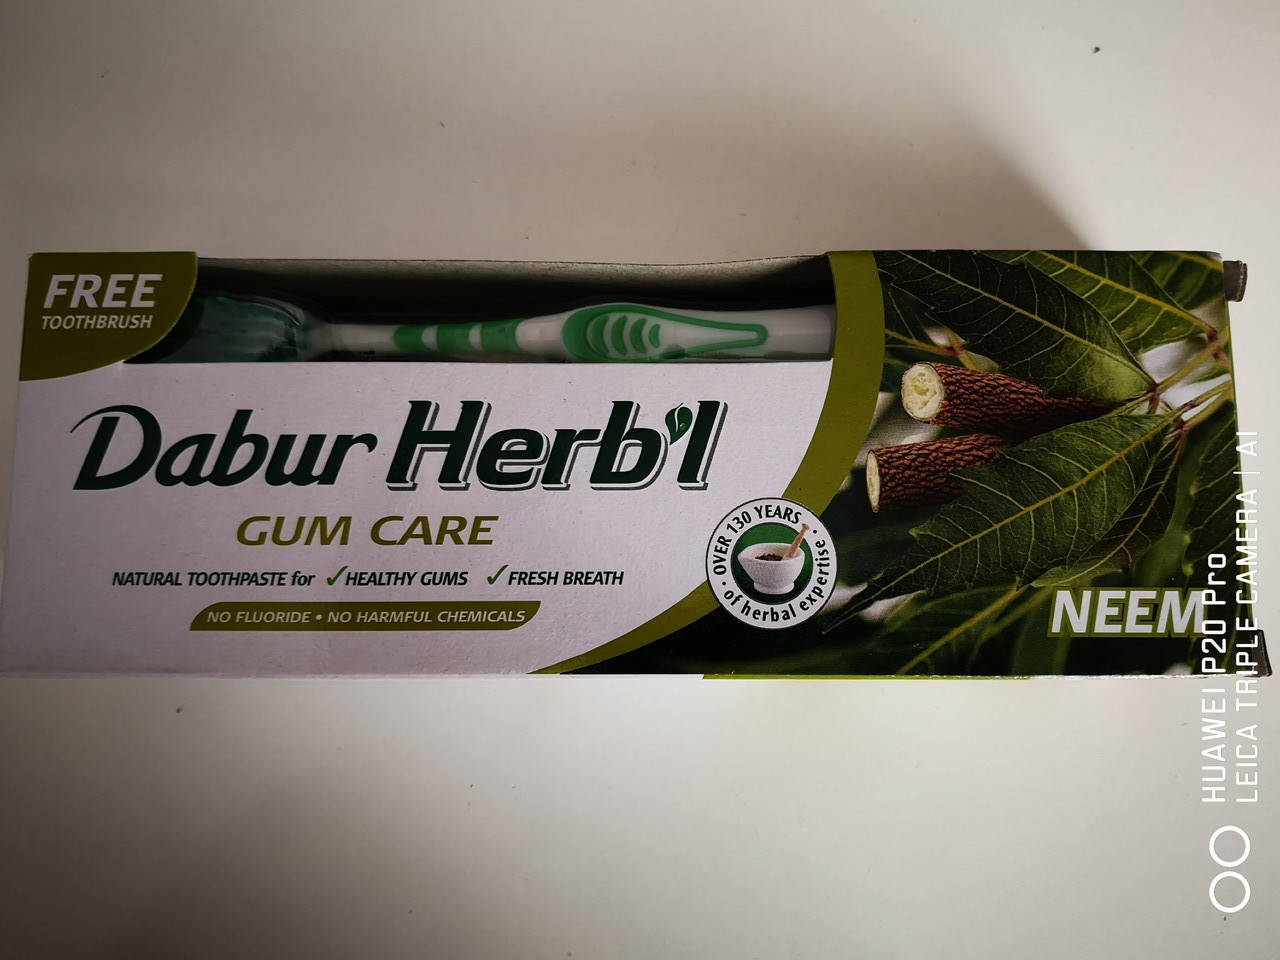 FREE
TOOTHBRUSH
Dabur Herb'l
GUM CARE
NATURAL TOOTHPASTE for ✓HEALTHY GUMS ✓FRESH BREATH
NO FLUORIDE • NO HARMFUL CHEMICALS
• OVER 130 YEARS •
of herbal expertise
NEEM
HUAWEI P20 Pro
LEICA TRIPLE CAMERA | AI